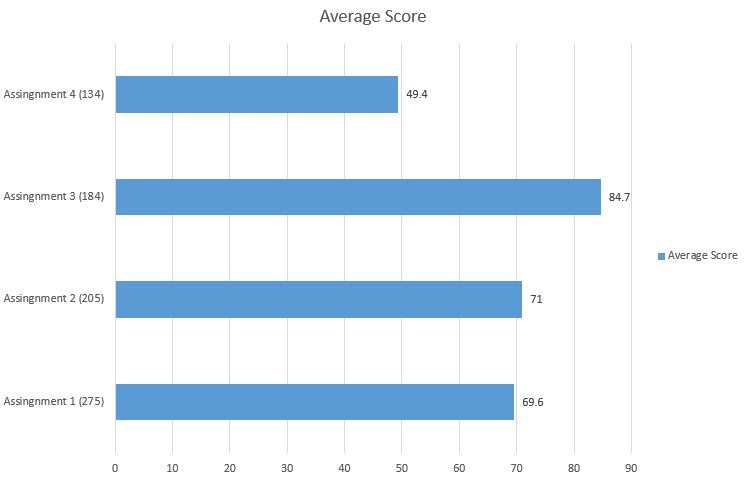 Average Score
Assingnment 4 (134)
49.4
Assingnment 3 (184)
84.7
Average Score
Assingnment 2 (205)
71
Assingnment 1 (275)
69.6
0 10 20 30 40 50 60 70 80 90